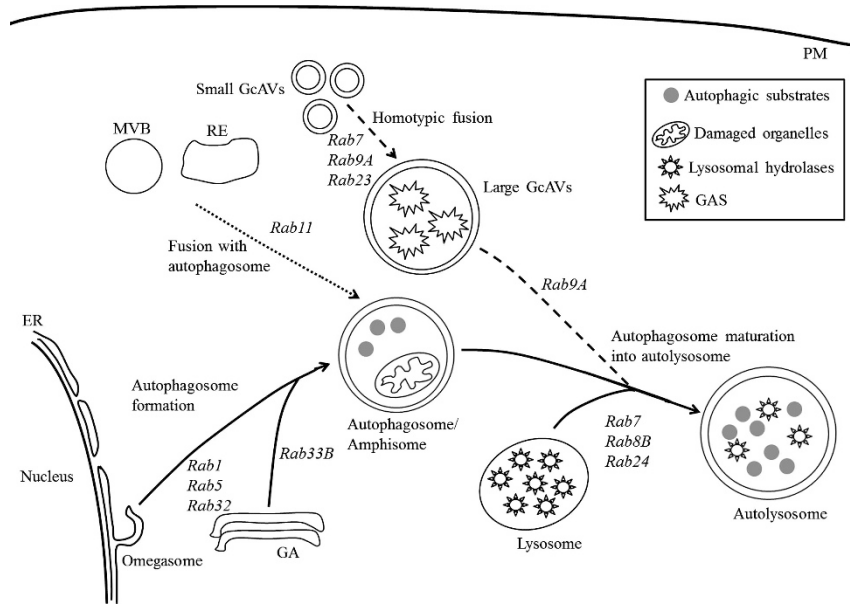 PM
Small GcAVs
Homotypic fusion
Rab7
Rab9A
Rab23
Large GcAVs
MVB
RE
Autophagic substrates
Damaged organelles
Lysosomal hydrolases
GAS
Rab11
Fusion with
autophagosome
Rab9A
ER
Autophagosome maturation
into autolysosome
Autophagosome
formation
Autophagosome/
Amphisome
Rab7
Rab8B
Rab24
Rab33B
Rab1
Rab5
Rab32
Nucleus
Autolysosome
Lysosome
GA
Omegasome